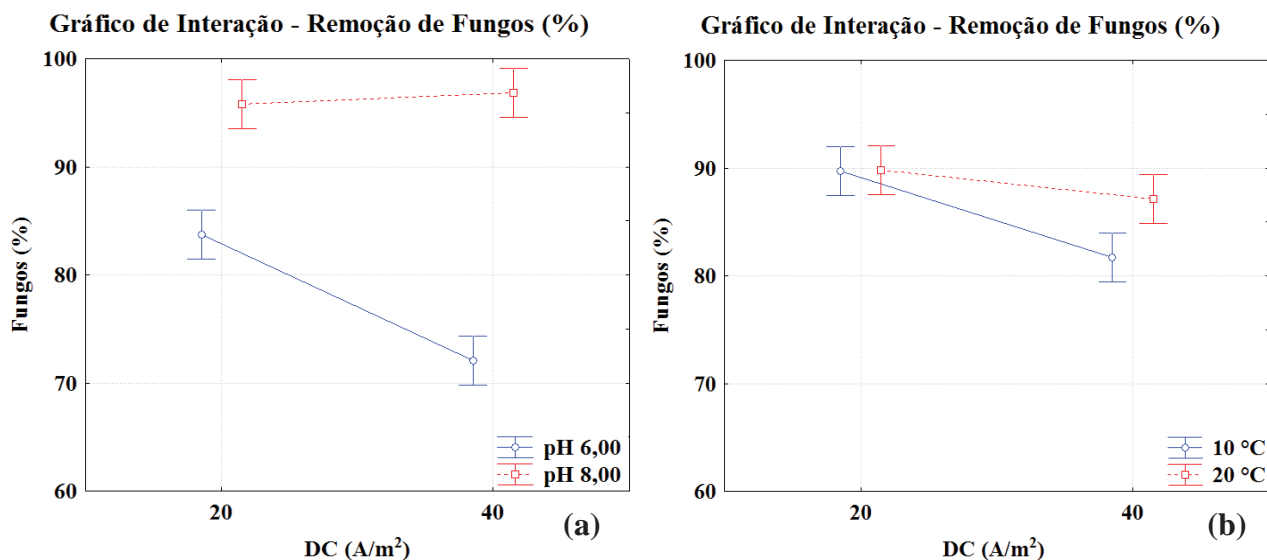 Gráfico de Interação - Remoção de Fungos (%)
Fungos (%)
100
90
80
70
60
pH 6,00
pH 8,00
20
40
(a)
DC (A/m²)
Gráfico de Interação - Remoção de Fungos (%)
Fungos (%)
100
90
80
70
60
10 °C
20 °C
20
40
(b)
DC (A/m²)